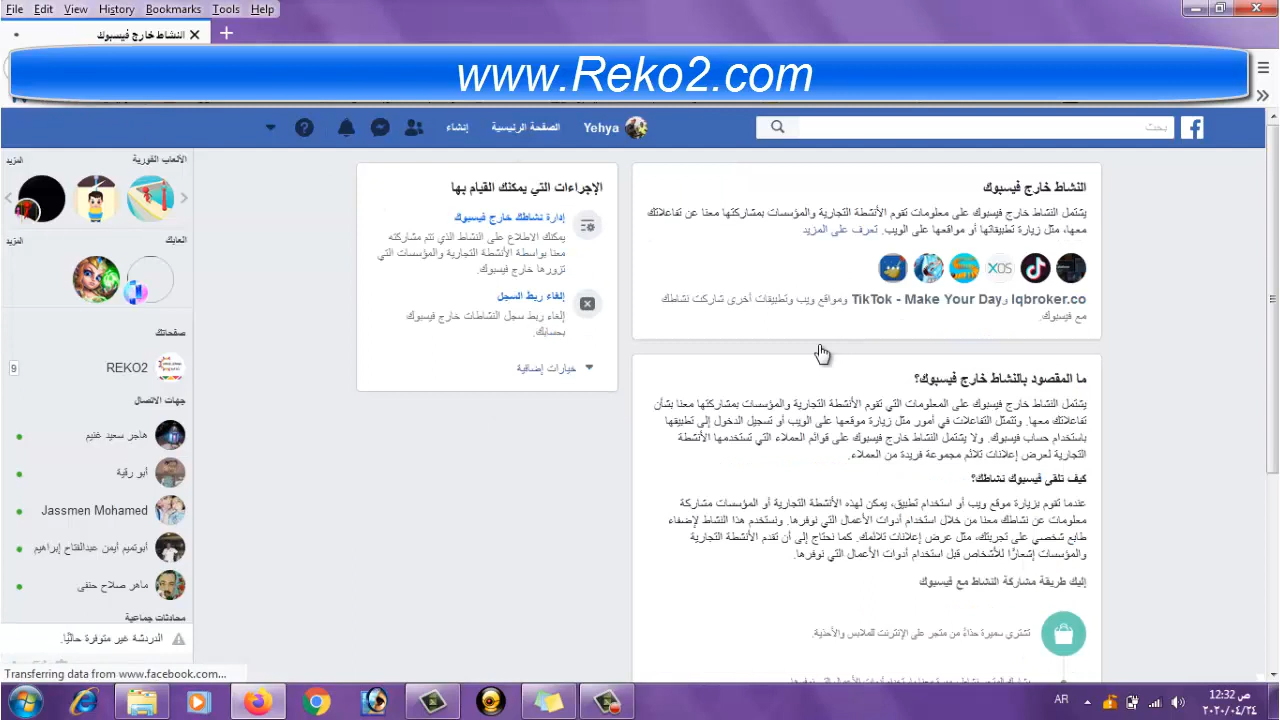 File Edit View History Bookmarks Tools Help
النشاط خارج فيسبوك
www.Reko2.com
بحث
Yehya
الصفحة الرئيسية
إنشاء
النشاط خارج فيسبوك
يشتمل النشاط خارج فيسبوك على معلومات تقوم الأنشطة التجارية والمؤسسات بمشاركتها معنا عن تفاعلاتك
معها، مثل زيارة تطبيقاتها أو مواقعها على الويب. تعرف على المزيد
Iqbroker.co وTikTok - Make Your Day ومواقع ويب وتطبيقات أخرى شاركت نشاطك
مع فيسبوك.
ما المقصود بالنشاط خارج فيسبوك؟
يشتمل النشاط خارج فيسبوك على المعلومات التي تقوم الأنشطة التجارية والمؤسسات بمشاركتها معنا بشأن
تفاعلاتك معها. وتتمثل التفاعلات في أمور مثل زيارة موقعها على الويب أو تسجيل الدخول إلى تطبيقها
باستخدام حساب فيسبوك. ولا يشتمل النشاط خارج فيسبوك على قوائم العملاء التي تستخدمها الأنشطة
التجارية لعرض إعلانات تلائم مجموعة فريدة من العملاء.
كيف تلقى فيسبوك نشاطك؟
عندما تقوم بزيارة موقع ويب أو استخدام تطبيق، يمكن لهذه الأنشطة التجارية أو المؤسسات مشاركة
معلومات عن نشاطك معنا من خلال استخدام أدوات الأعمال التي نوفرها. ونستخدم هذا النشاط لإضفاء
طابع شخصي على تجربتك، مثل عرض إعلانات تلائمك. كما نحتاج إلى أن تقدم الأنشطة التجارية
والمؤسسات إشعارًا للأشخاص قبل استخدام أدوات الأعمال التي نوفرها.
إليك طريقة مشاركة النشاط مع فيسبوك
تشتري سميرة حذاءً من متجر على الإنترنت للملابس والأحذية.
الإجراءات التي يمكنك القيام بها
إدارة نشاطك خارج فيسبوك
يمكنك الاطلاع على النشاط الذي تتم مشاركته
معنا بواسطة الأنشطة التجارية والمؤسسات التي
تزورها خارج فيسبوك.
إلغاء ربط السجل
إلغاء ربط سجل النشاطات خارج فيسبوك
بحسابك.
خيارات إضافية
الألعاب الفورية
المزيد
ألعابك
المزيد
صفحاتك
REKO2
9
جهات الاتصال
هاجر سعيد غنيم
أبو رقية
Jassmen Mohamed
أبوتميم أيمن عبدالفتاح إبراهيم
ماهر صلاح حنفى
محادثات جماعية
الدردشة غير متوفرة حاليًا.
Transferring data from www.facebook.com...
AR
12:32 ص
٢٠٢٠/٠٤/٢٤